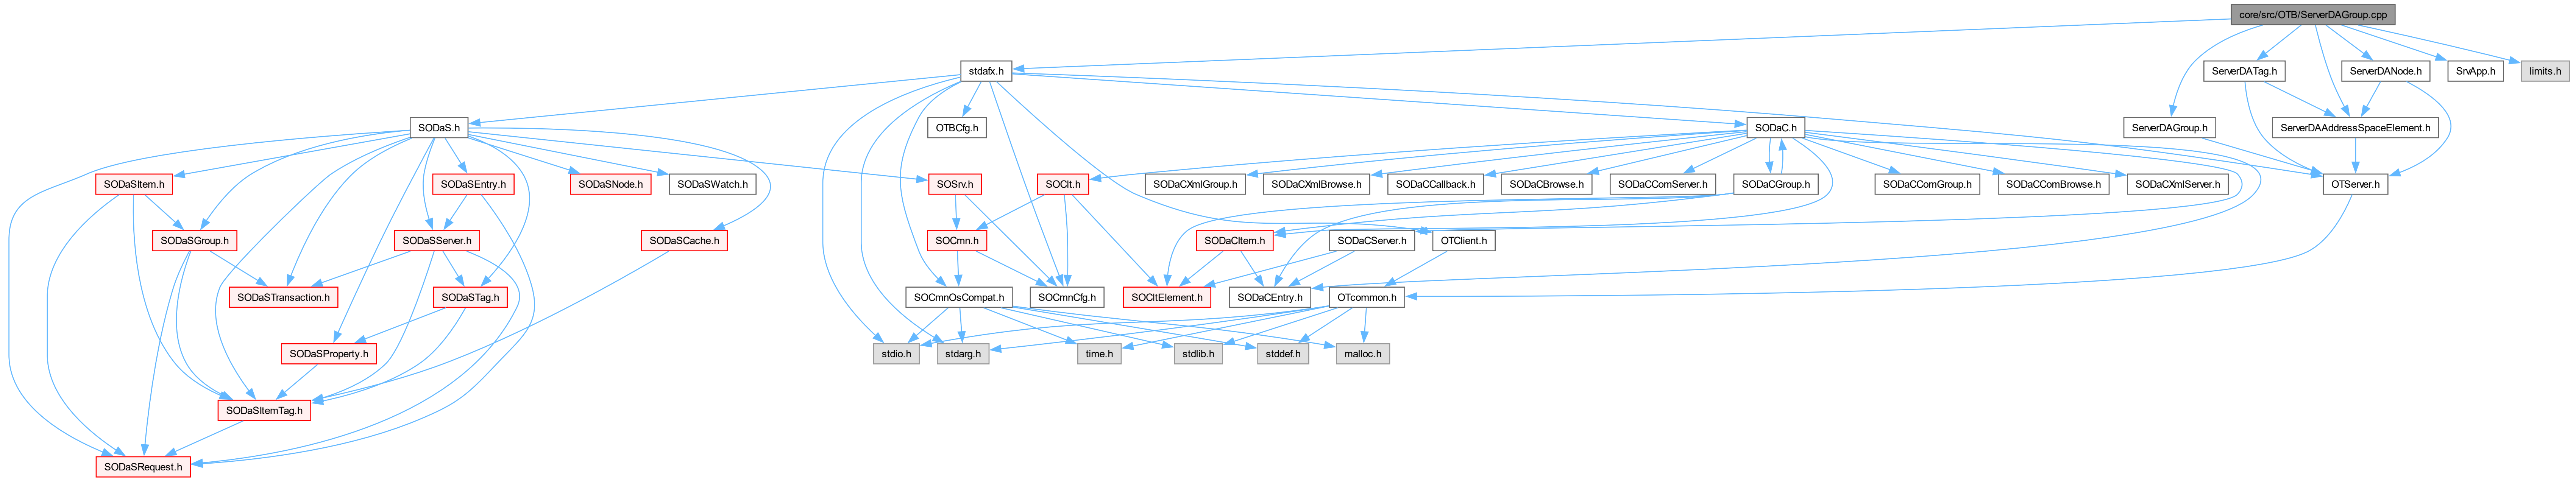 core/src/OTB/ServerDAGroup.cpp
stdafx.h
ServerDATag.h
ServerDANode.h
SrvApp.h
limits.h
SODaS.h
OTBCfg.h
SODaC.h
ServerDAGroup.h
ServerDAAddressSpaceElement.h
SODaSItem.h
SODaSEntry.h
SODaSNode.h
SODaSWatch.h
SOSrv.h
SOClt.h
SODaCXmlGroup.h
SODaCXmlBrowse.h
SODaCCallback.h
SODaCBrowse.h
SODaCComServer.h
SODaCGroup.h
SODaCComGroup.h
SODaCComBrowse.h
SODaCXmlServer.h
OTServer.h
SODaSGroup.h
SODaSServer.h
SODaSCache.h
SOCmn.h
SODaCItem.h
SODaCServer.h
OTClient.h
SODaSTransaction.h
SODaSTag.h
SOCmnOsCompat.h
SOCmnCfg.h
SOCltElement.h
SODaCEntry.h
OTcommon.h
SODaSProperty.h
stdio.h
stdarg.h
time.h
stdlib.h
stddef.h
malloc.h
SODaSItemTag.h
SODaSRequest.h